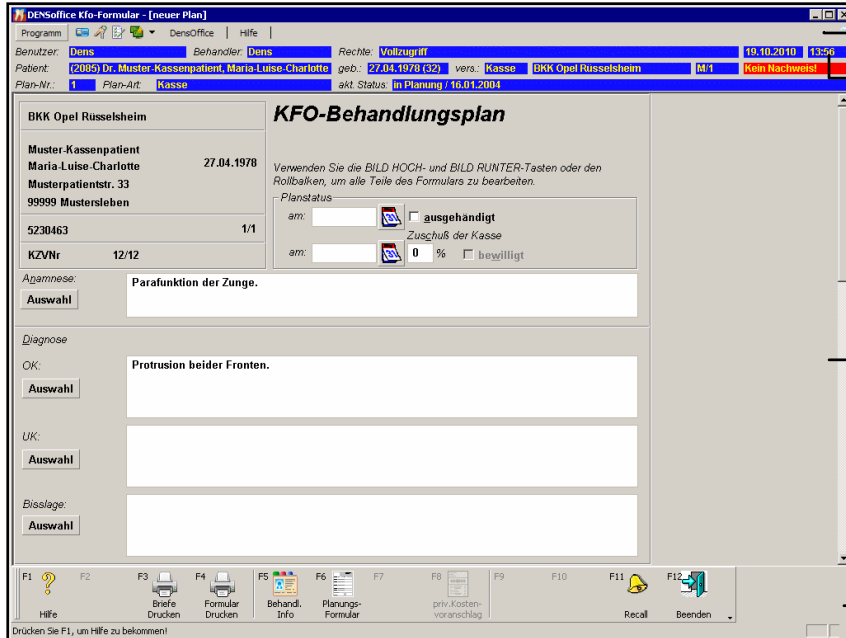 DENSoffice Kfo-Formular - [neuer Plan]
Programm DensOffice | Hilfe |
Benutzer: Dens Behandler: Dens Rechte: Vollzugriff 19.10.2010 13:56
Patient: (2085) Dr. Muster-Kassenpatient, Maria-Luise-Charlotte geb.: 27.04.1978 (32) vers.: Kasse BKK Opel Rüsselsheim M/1 Kein Nachweis!
Plan-Nr.: 1 Plan-Art: Kasse akt. Status: in Planung / 16.01.2004
BKK Opel Rüsselsheim
Muster-Kassenpatient
Maria-Luise-Charlotte 27.04.1978
Musterpatientstr. 33
99999 Mustersleben
5230463 1/1
KZVNr 12/12
KFO-Behandlungsplan
Verwenden Sie die BILD HOCH- und BILD RUNTER-Tasten oder den
Rollbalken, um alle Teile des Formulars zu bearbeiten.
Planstatus
am: 31 ausgehändigt
Zuschuß der Kasse
am: 31 0 % bewilligt
Anamnese:
Auswahl
Parafunktion der Zunge.
Diagnose
OK:
Auswahl
Protrusion beider Fronten.
UK:
Auswahl
Bisslage:
Auswahl
F1 F2 F3 F4 F5 F6 F7 F8 F9 F10 F11 F12
Hilfe Briefe Drucken Formular Drucken Behandl. Info Planungs-Formular priv.Kosten-voranschlag Recall Beenden
Drücken Sie F1, um Hilfe zu bekommen!